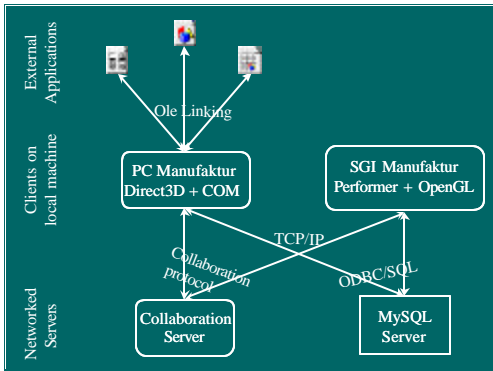 External
Applications
Ole Linking
Clients on
local machine
PC Manufaktur
Direct3D + COM
SGI Manufaktur
Performer + OpenGL
TCP/IP
Collaboration
protocol
ODBC/SQL
Networked
Servers
Collaboration
Server
MySQL
Server